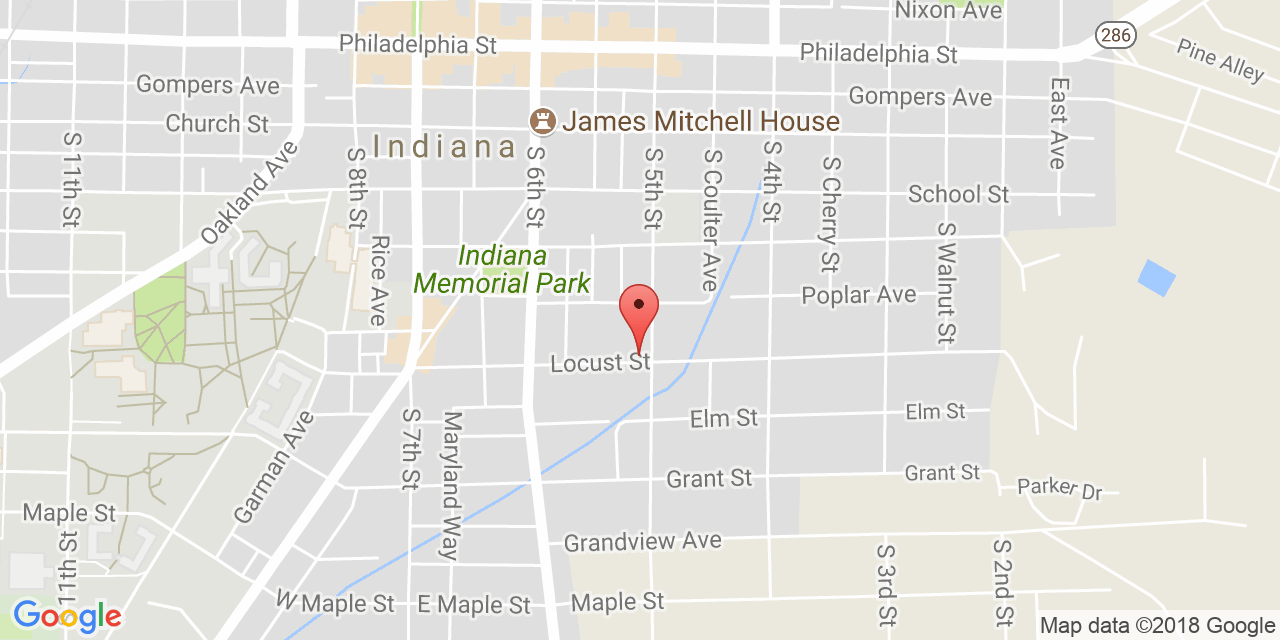 Nixon Ave
286
Philadelphia St
Philadelphia St
Pine Alley
Gompers Ave
Gompers Ave
East Ave
Church St
James Mitchell House
Indiana
S 11th St
Oakland Ave
S 8th St
S 6th St
S 5th St
S Coulter Ave
S 4th St
S Cherry St
School St
S Walnut St
Rice Ave
Indiana
Memorial Park
Poplar Ave
Locust St
Elm St
Elm St
Garman Ave
S 7th St
Maryland Way
Grant St
Grant St
Parker Dr
Maple St
11th St
Grandview Ave
S 3rd St
S 2nd St
W Maple St
E Maple St
Maple St
Google
Map data ©2018 Google